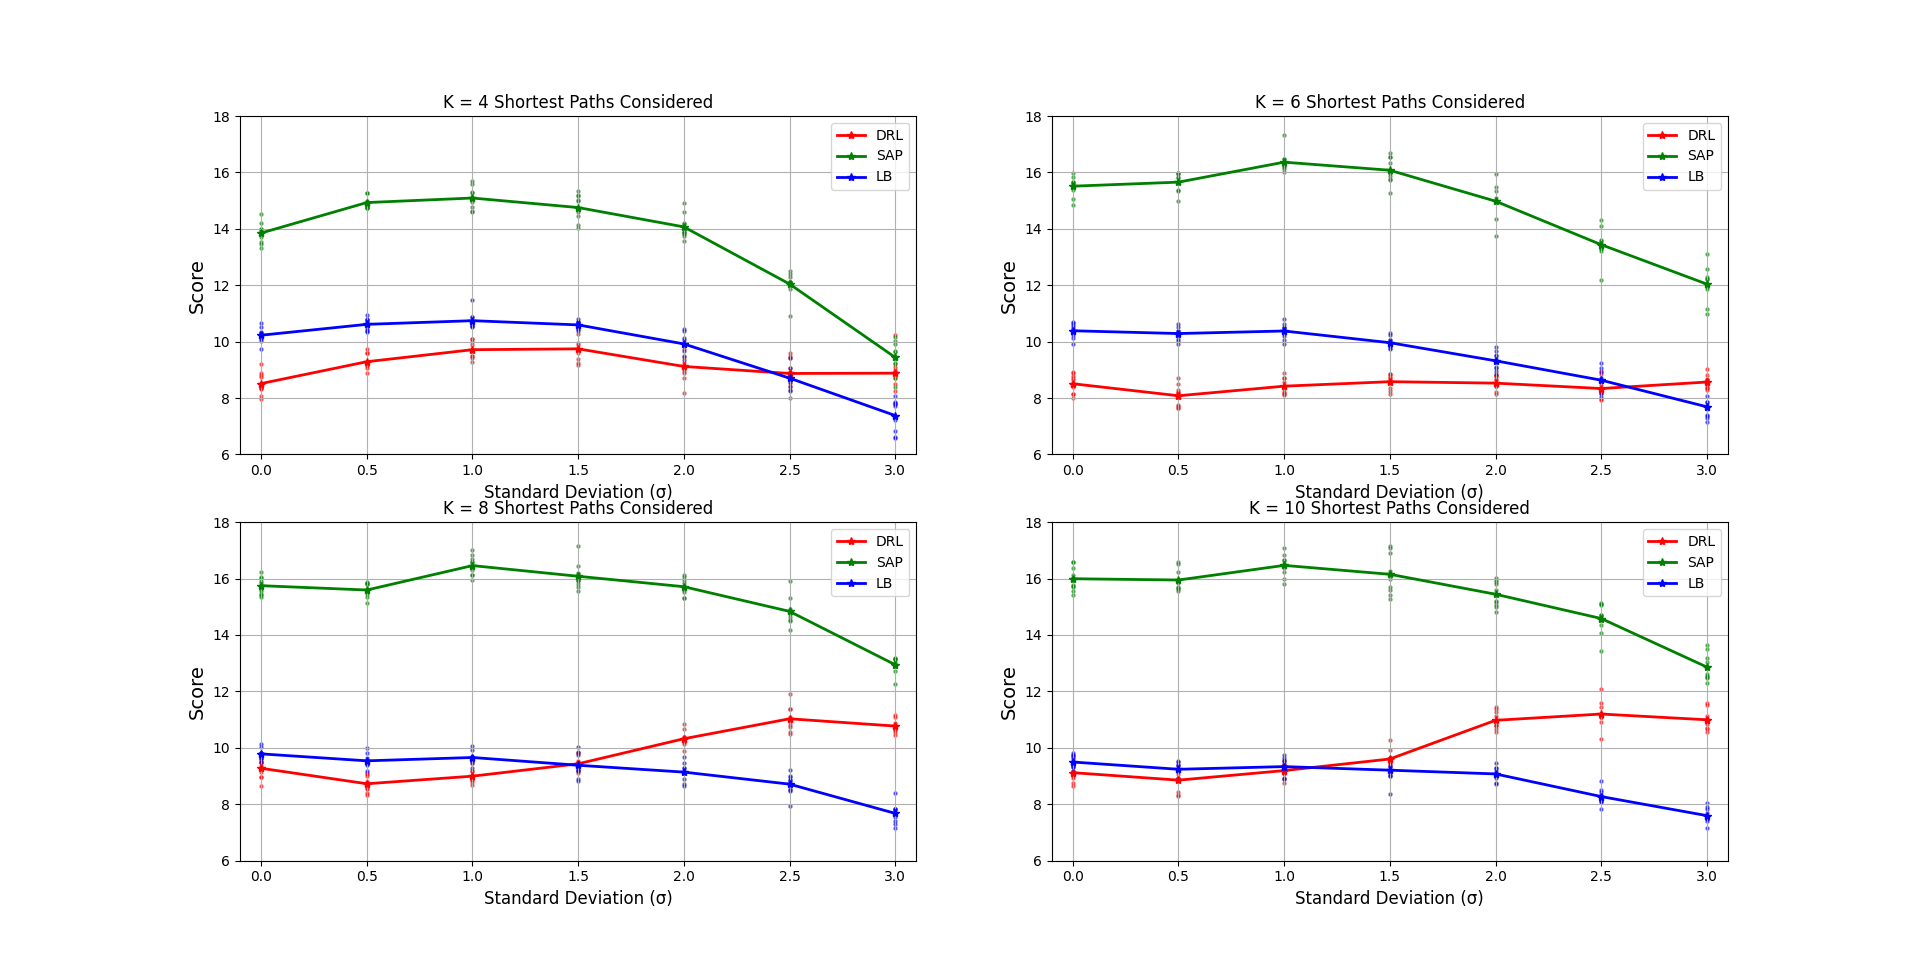 K = 4 Shortest Paths Considered
18
16
14
12
10
8
6
Score
DRL
SAP
LB
0.0 0.5 1.0 1.5 2.0 2.5 3.0
Standard Deviation (σ)
K = 6 Shortest Paths Considered
18
16
14
12
10
8
6
Score
DRL
SAP
LB
0.0 0.5 1.0 1.5 2.0 2.5 3.0
Standard Deviation (σ)
K = 8 Shortest Paths Considered
18
16
14
12
10
8
6
Score
DRL
SAP
LB
0.0 0.5 1.0 1.5 2.0 2.5 3.0
Standard Deviation (σ)
K = 10 Shortest Paths Considered
18
16
14
12
10
8
6
Score
DRL
SAP
LB
0.0 0.5 1.0 1.5 2.0 2.5 3.0
Standard Deviation (σ)